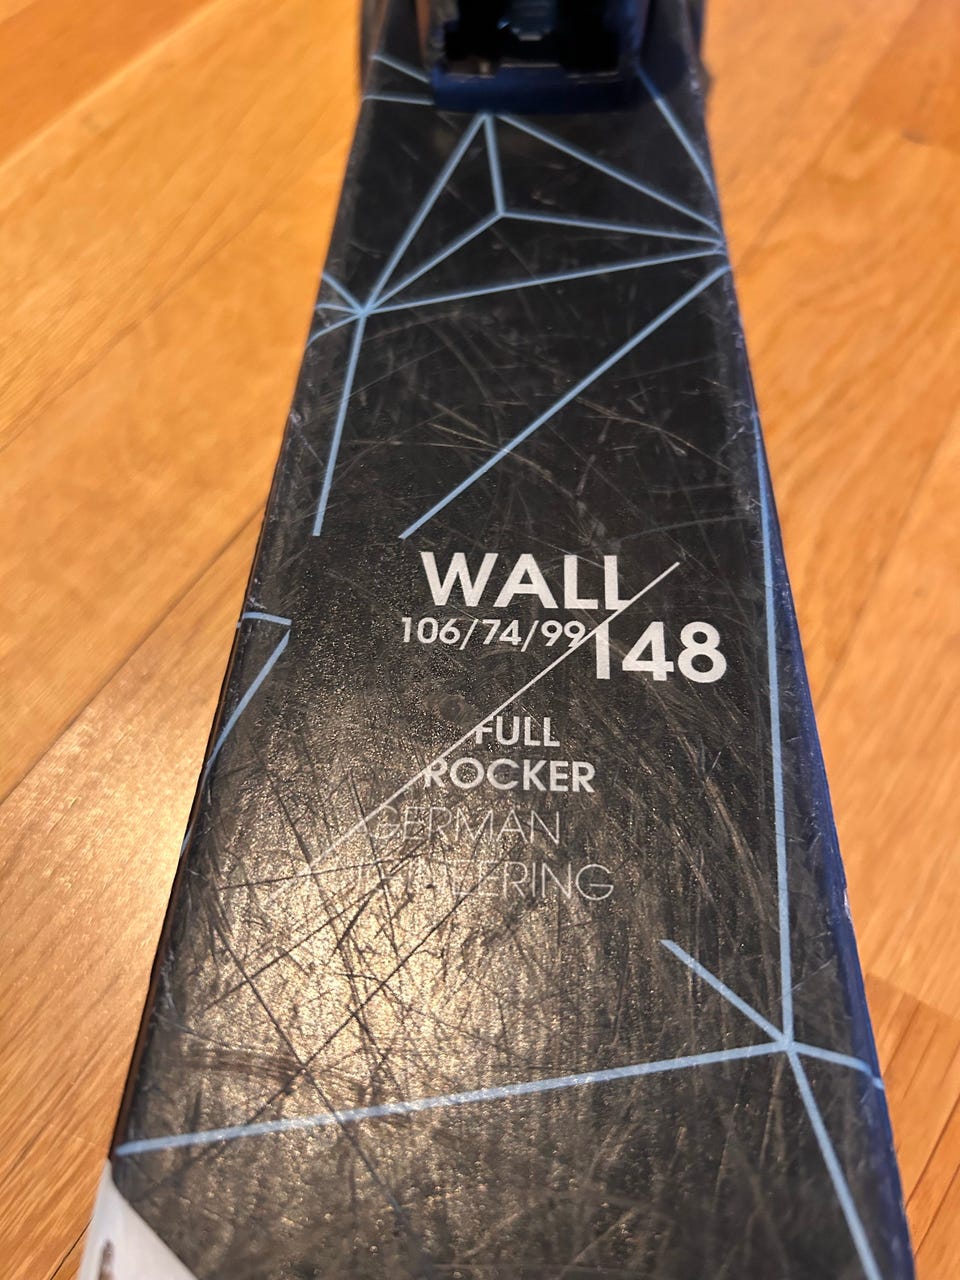 WALL
106/74/99
148
FULL
ROCKER
GERMAN